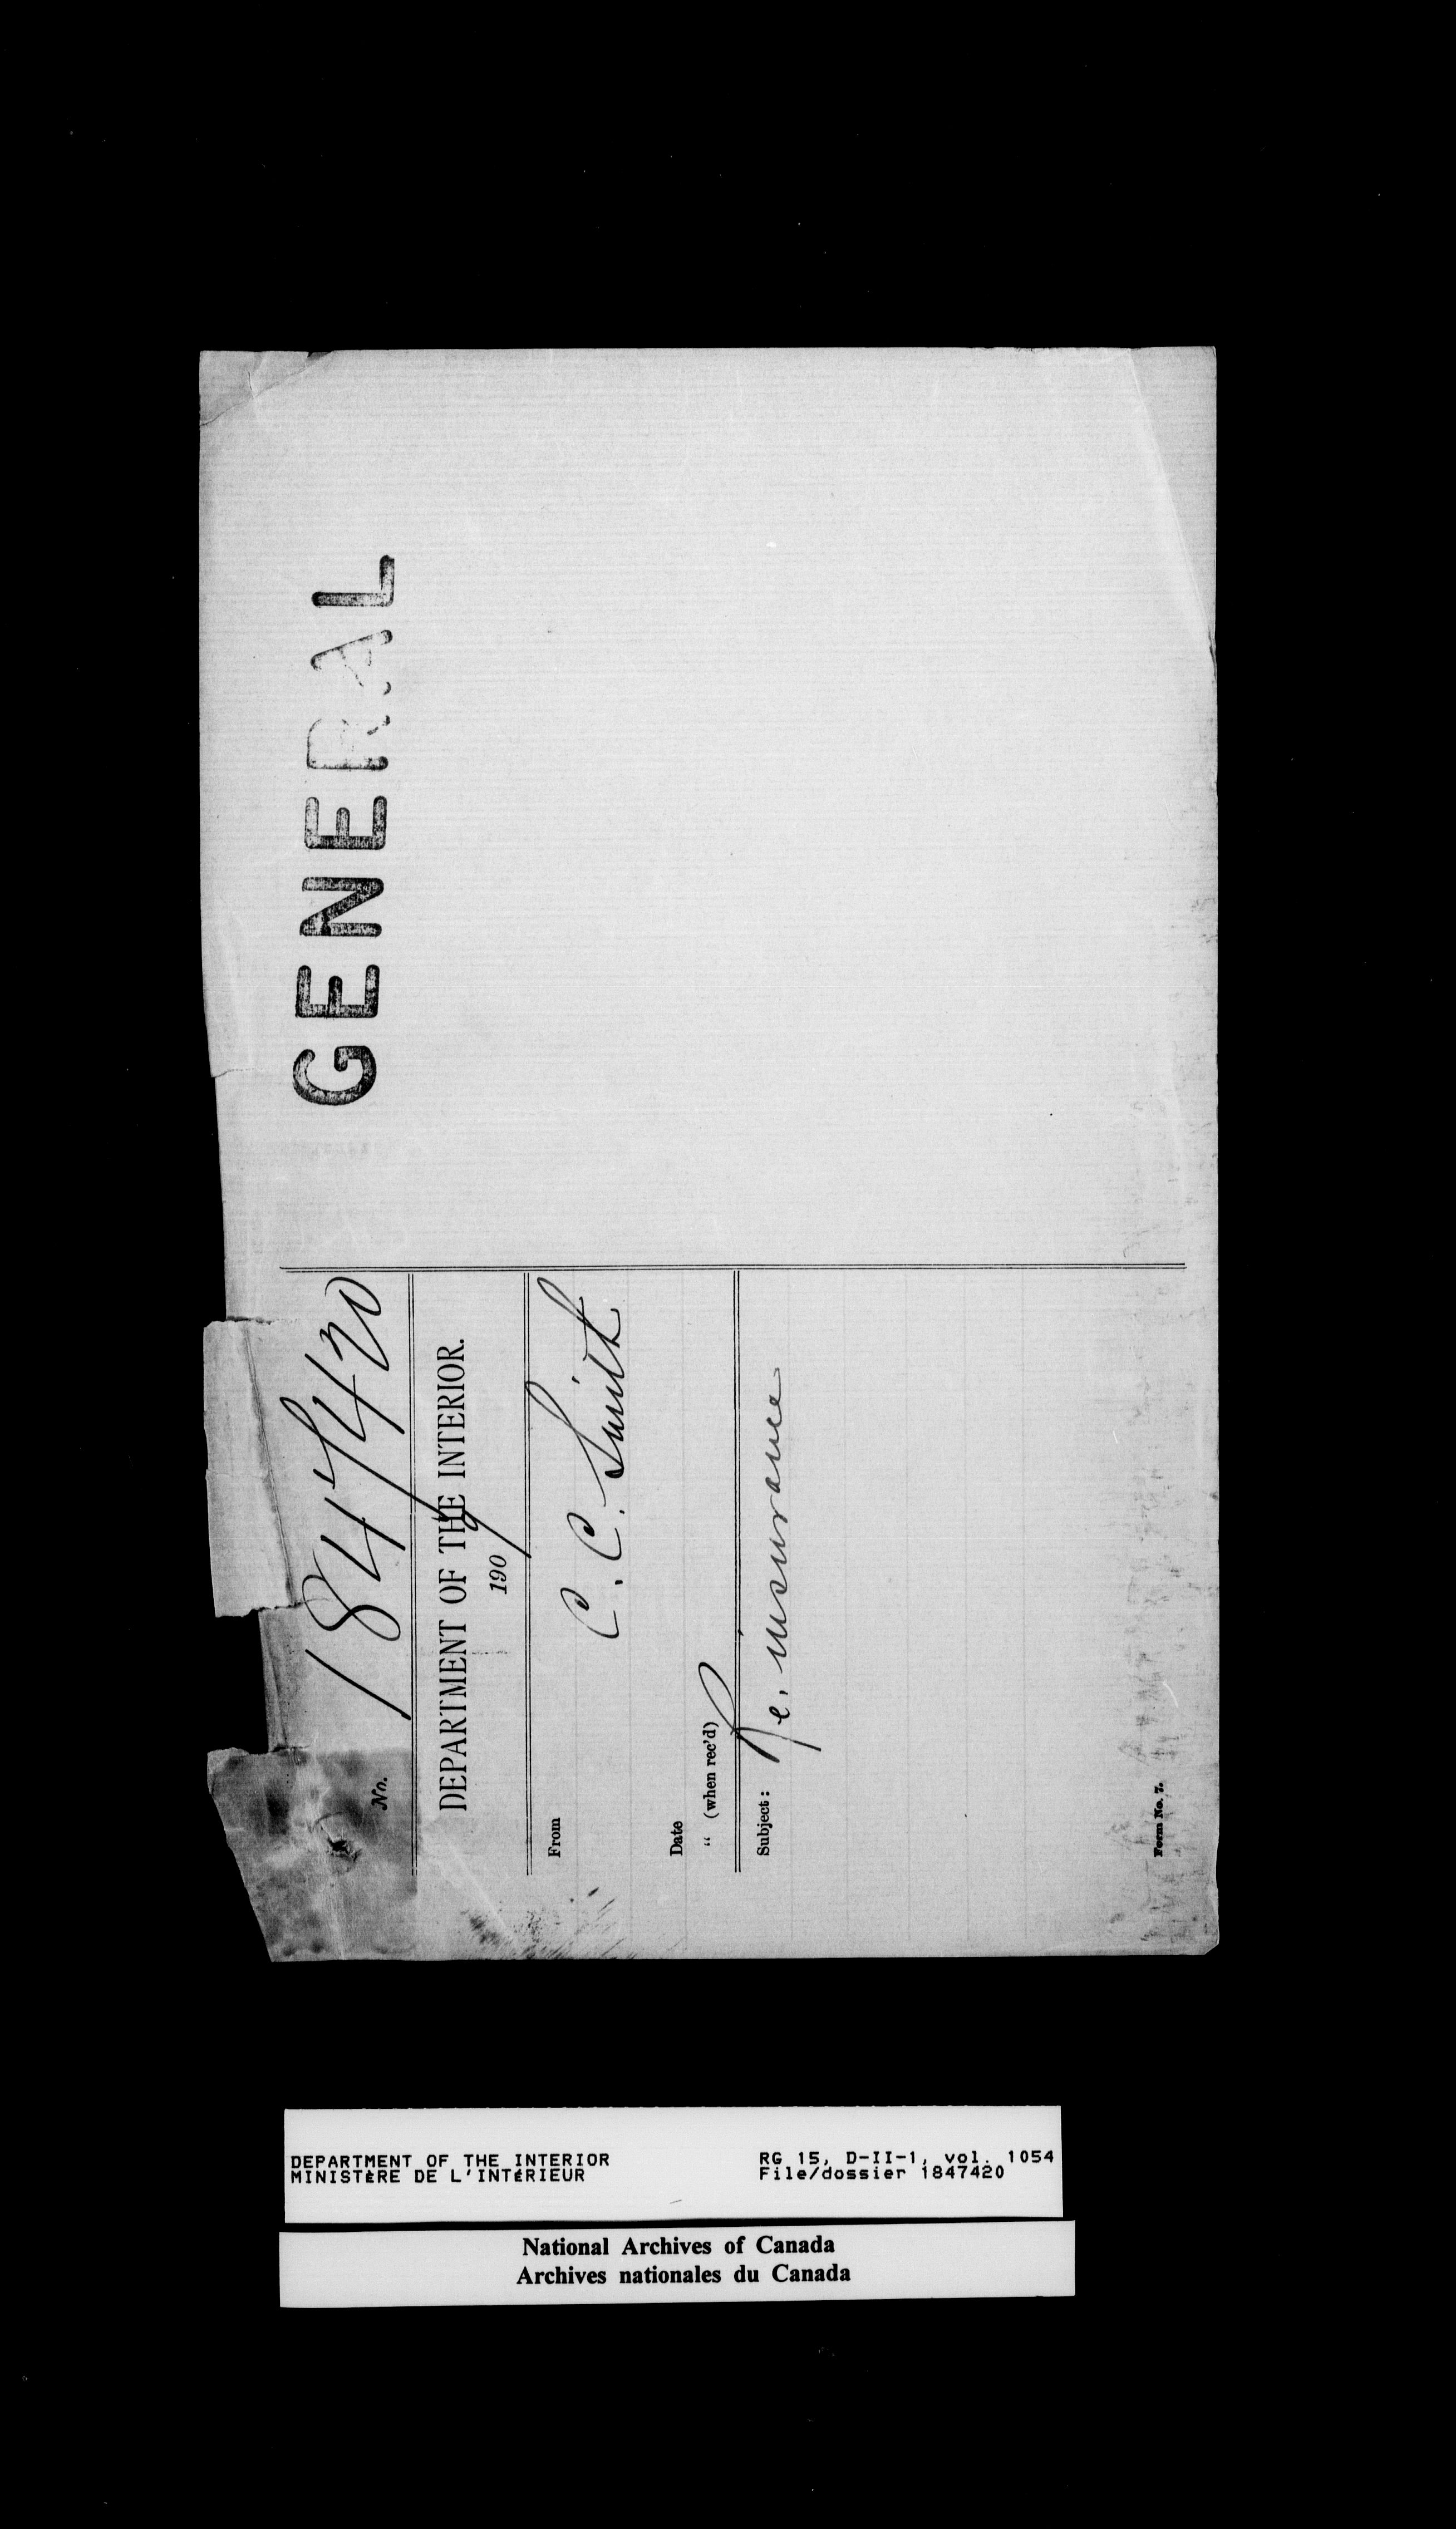 GENERAL
No. 1847420
DEPARTMENT OF THE INTERIOR.
1909
From C. C. Smith
Date
" (when rec'd)
Subject: Re. insurance
Form No. 7.
DEPARTMENT OF THE INTERIOR
MINISTÈRE DE L'INTÉRIEUR
RG 15, D-II-1, vol. 1054
File/dossier 1847420
National Archives of Canada
Archives nationales du Canada